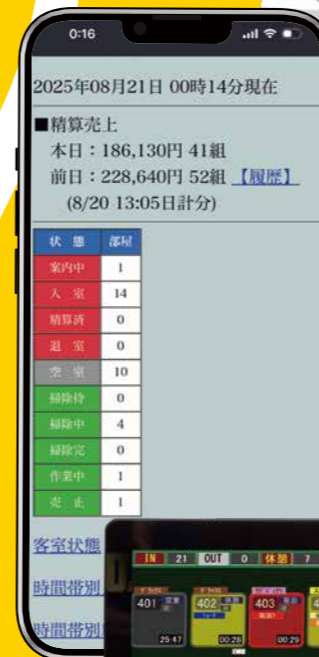 0:16
2025年08月21日 00時14分現在
■精算売上
本日：186,130円 41組
前日：228,640円 52組 【履歴】
(8/20 13:05日計分)
状 態 部屋
案内中 1
入 室 14
精算済 0
退 室 0
空 室 10
掃除待 0
掃除中 4
掃除完 0
作業中 1
売 止 1
客室状態
時間帯別
時間帯別
IN 21 OUT 0 休憩 7
401 402 休憩 403
25:47 00:28 00:29